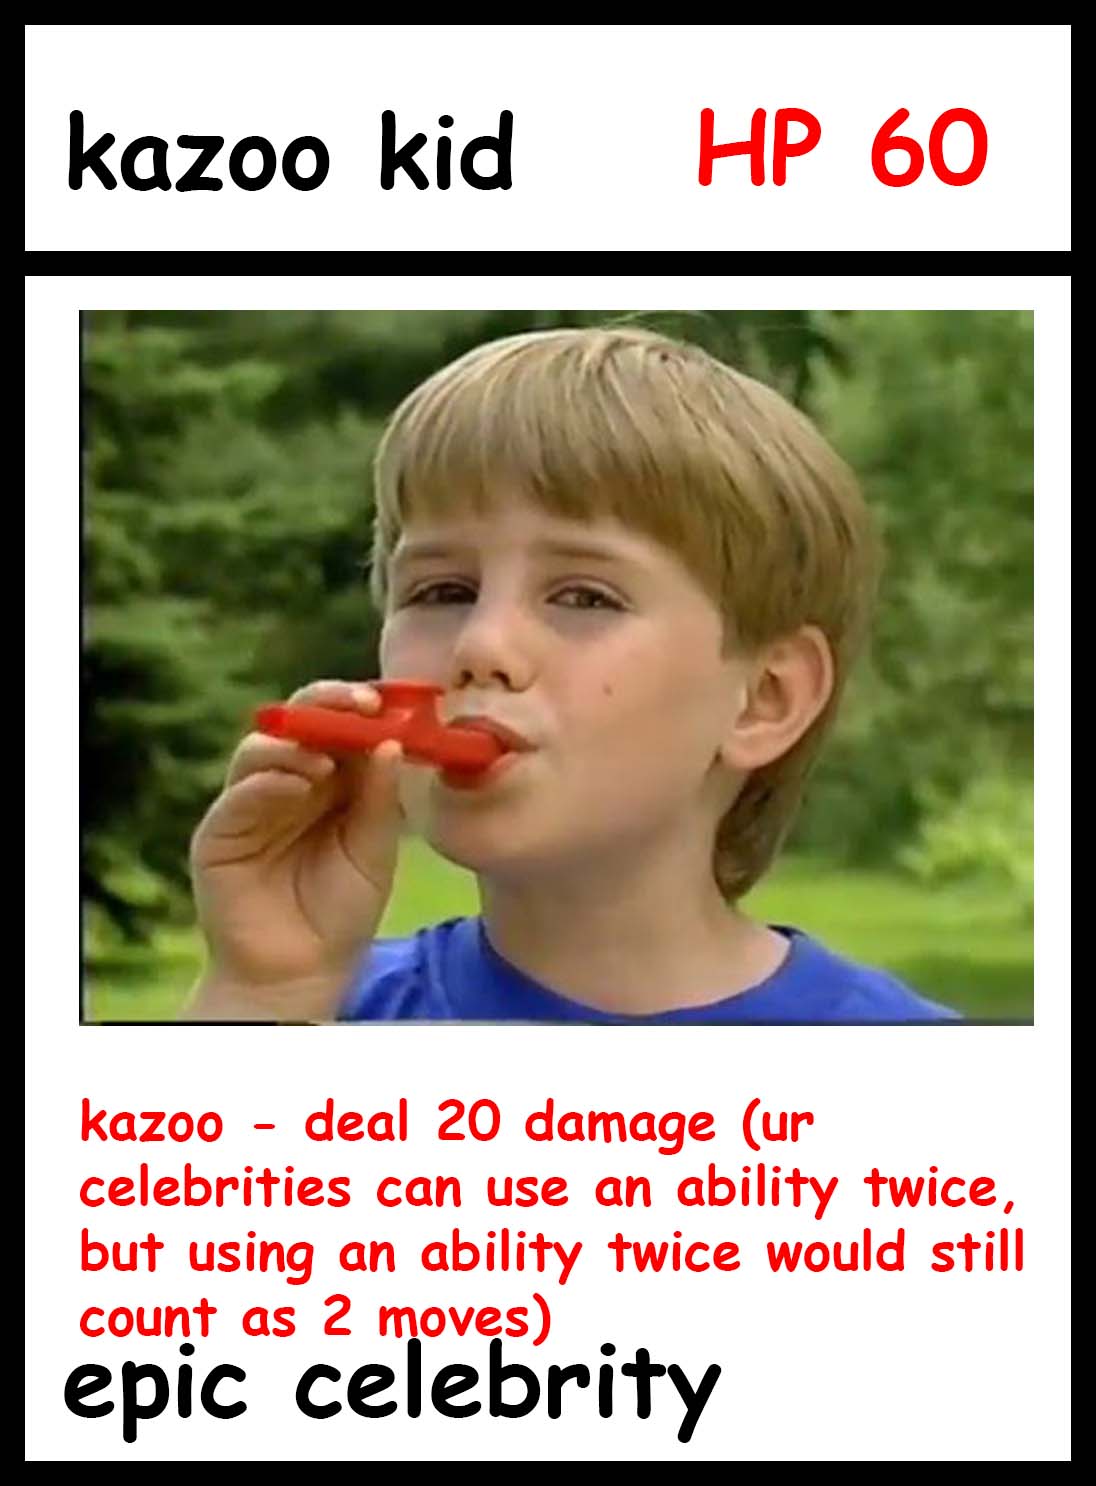 kazoo kid HP 60
kazoo - deal 20 damage (ur
celebrities can use an ability twice,
but using an ability twice would still
count as 2 moves)
epic celebrity